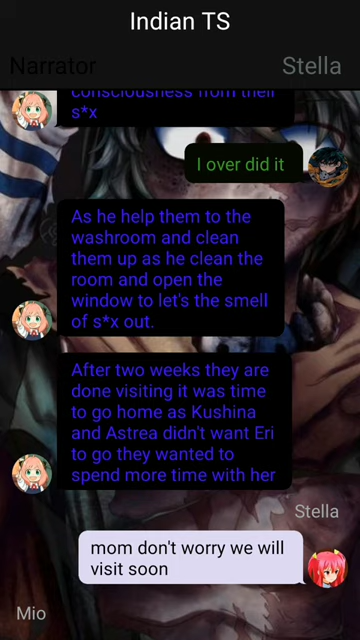 Indian TS
Narrator
Stella
consciousness from their
s*x
I over did it
As he help them to the
washroom and clean
them up as he clean the
room and open the
window to let's the smell
of s*x out.
After two weeks they are
done visiting it was time
to go home as Kushina
and Astrea didn't want Eri
to go they wanted to
spend more time with her
Stella
mom don't worry we will
visit soon
Mio